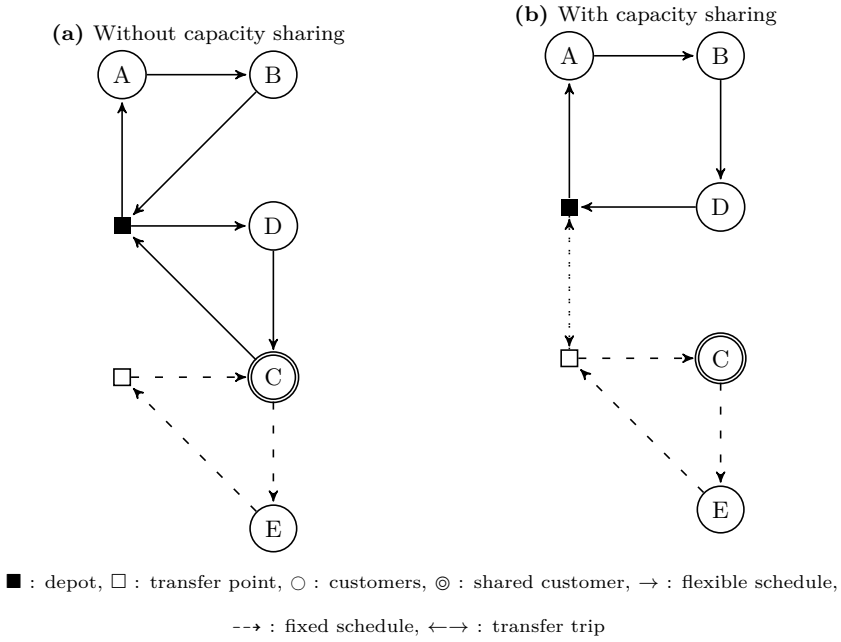 (a) Without capacity sharing
A
B
D
C
E
(b) With capacity sharing
A
B
D
C
E
■ : depot, □ : transfer point, ○ : customers, ⊚ : shared customer, → : flexible schedule,
⇢ : fixed schedule, ←→ : transfer trip